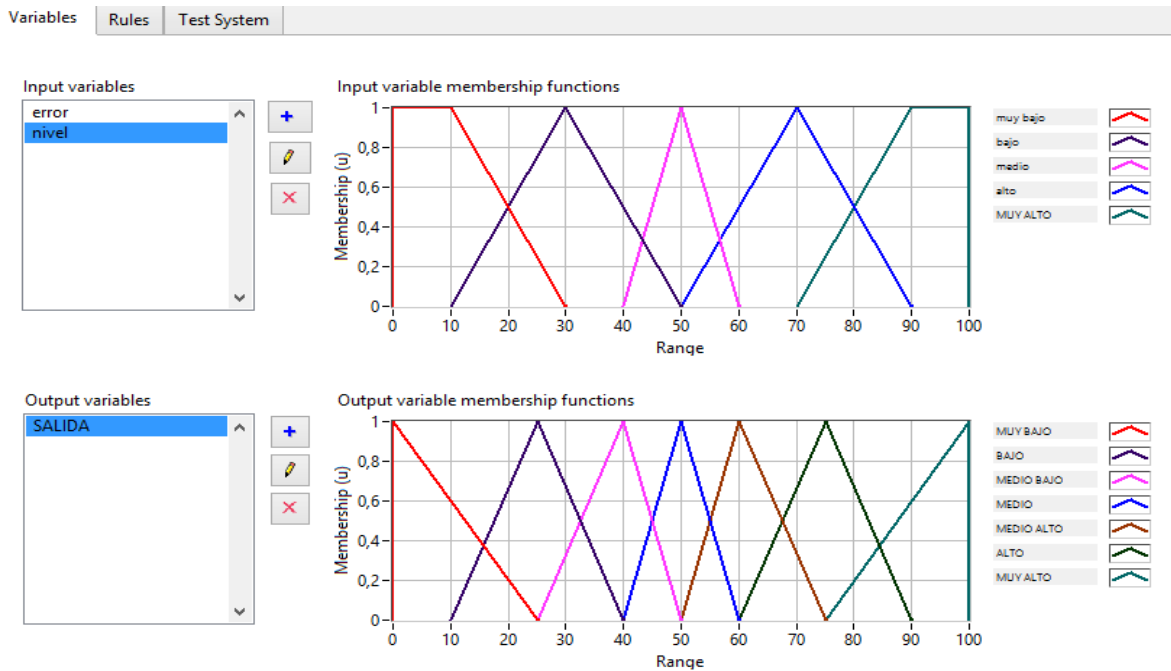 Variables Rules Test System
Input variables
error
nivel
Input variable membership functions
Membership (u)
1
0,8
0,6
0,4
0,2
0
0 10 20 30 40 50 60 70 80 90 100
Range
muy bajo
bajo
medio
alto
MUY ALTO
Output variables
SALIDA
Output variable membership functions
Membership (u)
1
0,8
0,6
0,4
0,2
0
0 10 20 30 40 50 60 70 80 90 100
Range
MUY BAJO
BAJO
MEDIO BAJO
MEDIO
MEDIO ALTO
ALTO
MUY ALTO